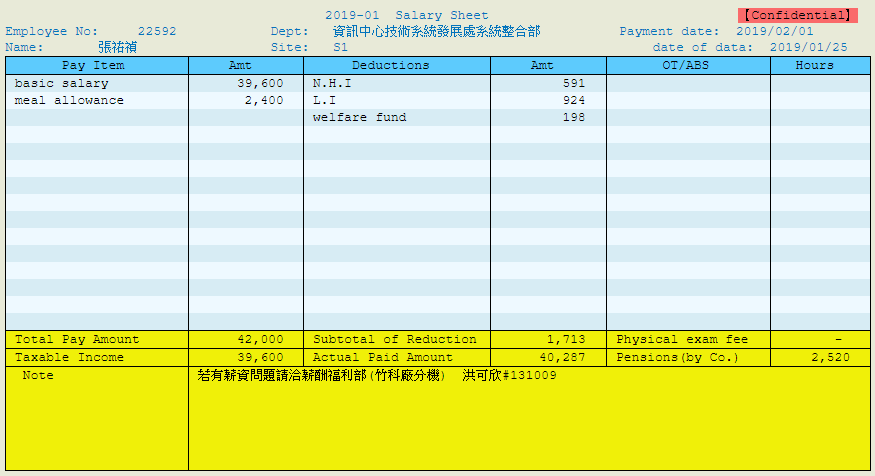 2019-01 Salary Sheet 【Confidential】
Employee No: 22592 Dept: 資訊中心技術系統發展處系統整合部 Payment date: 2019/02/01
Name: 張祐禎 Site: S1 date of data: 2019/01/25
Pay Item Amt Deductions Amt OT/ABS Hours
basic salary 39,600 N.H.I 591
meal allowance 2,400 L.I 924
welfare fund 198
Total Pay Amount 42,000 Subtotal of Reduction 1,713 Physical exam fee -
Taxable Income 39,600 Actual Paid Amount 40,287 Pensions(by Co.) 2,520
Note 若有薪資問題請洽薪酬福利部(竹科廠分機) 洪可欣#131009